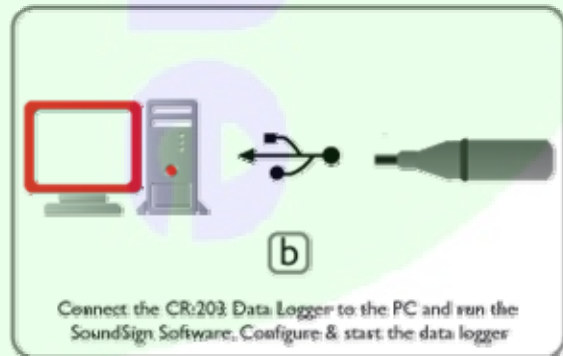 b
Connect the CR:203 Data Logger to the PC and run the
SoundSign Software. Configure & start the data logger